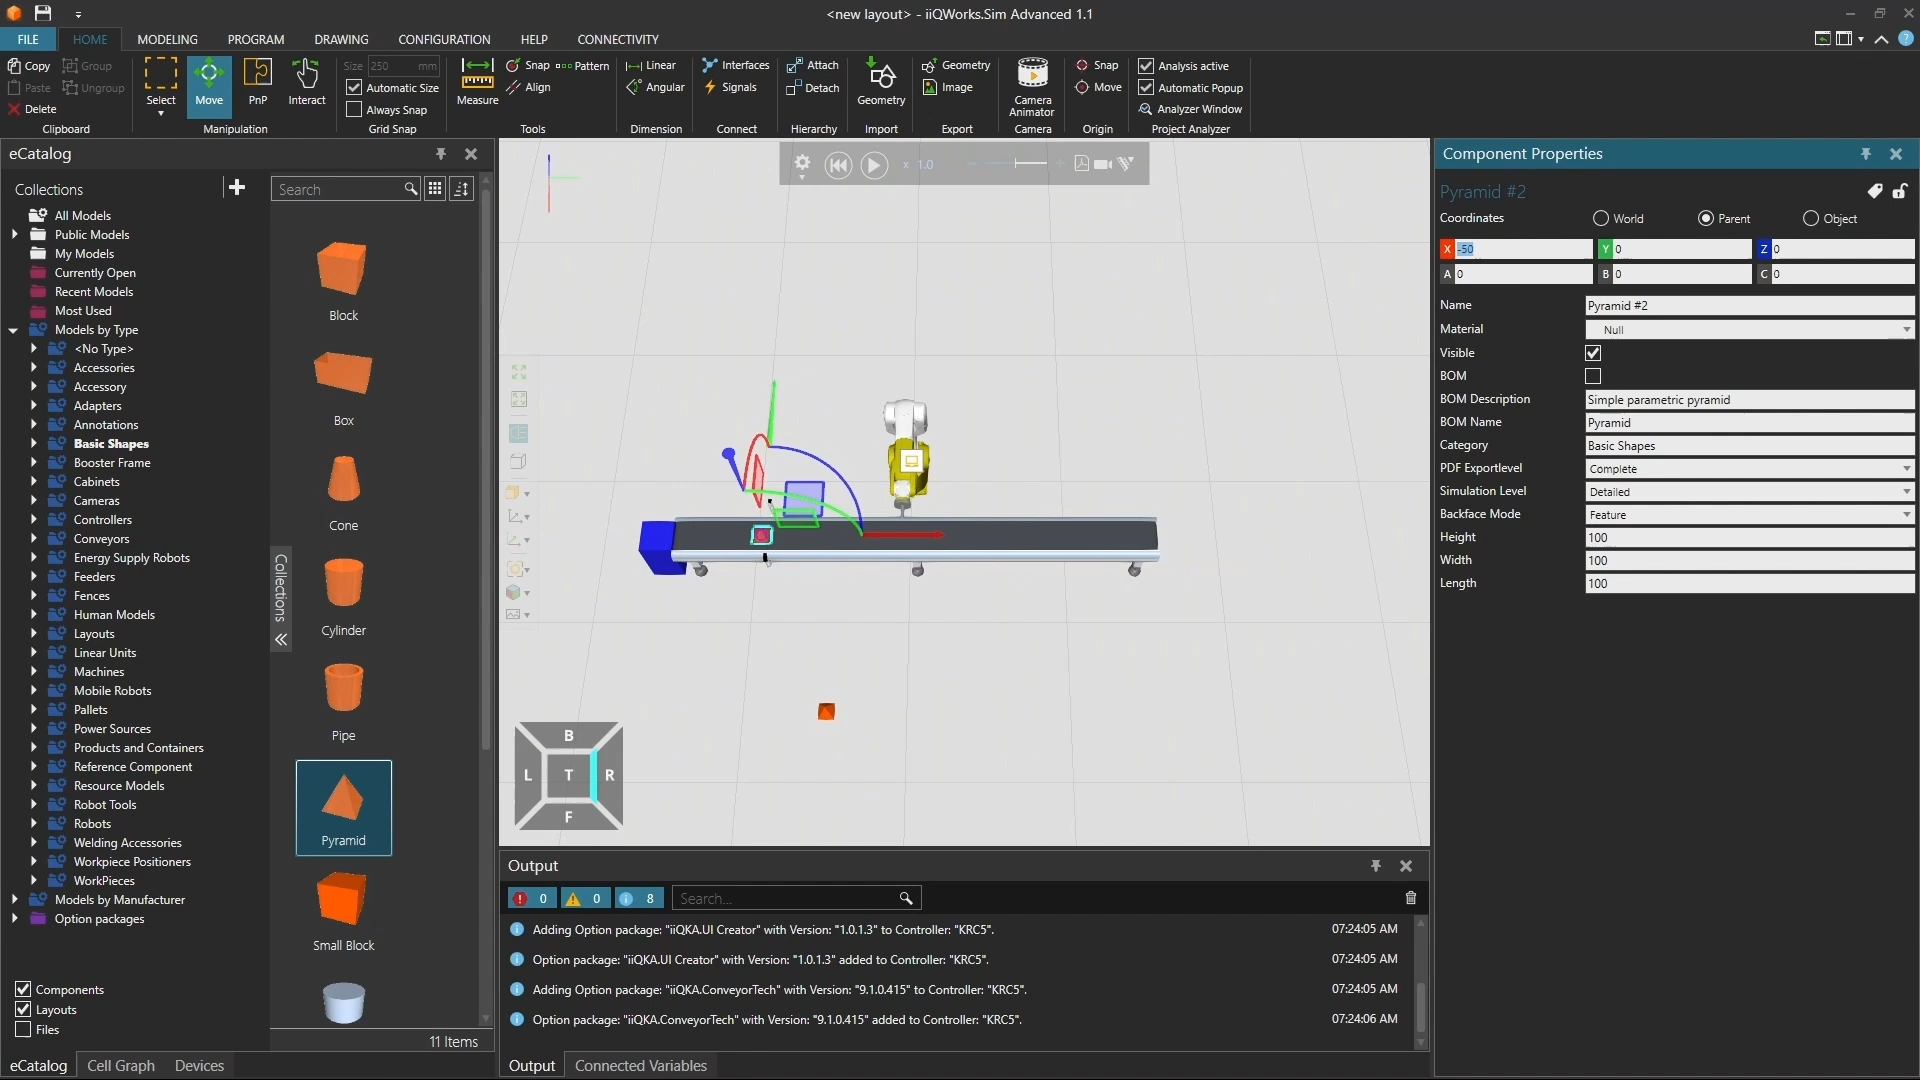 <new layout> - iiQWorks.Sim Advanced 1.1
FILE HOME MODELING PROGRAM DRAWING CONFIGURATION HELP CONNECTIVITY
Copy Group Size 250 mm Snap Pattern Linear Interfaces Attach Geometry Snap Analysis active
Paste Ungroup Select Move PnP Interact Automatic Size Measure Align Angular Signals Detach Geometry Image Camera Animator Move Automatic Popup
Delete Always Snap Analyzer Window
Clipboard Manipulation Grid Snap Tools Dimension Connect Hierarchy Import Export Camera Origin Project Analyzer
eCatalog
Collections
Search
All Models
Public Models
My Models
Currently Open
Recent Models
Most Used
Models by Type
<No Type>
Accessories
Accessory
Adapters
Annotations
Basic Shapes
Booster Frame
Cabinets
Cameras
Controllers
Conveyors
Energy Supply Robots
Feeders
Fences
Human Models
Layouts
Linear Units
Machines
Mobile Robots
Pallets
Power Sources
Products and Containers
Reference Component
Resource Models
Robot Tools
Robots
Welding Accessories
Workpiece Positioners
WorkPieces
Models by Manufacturer
Option packages
Components
Layouts
Files
eCatalog Cell Graph Devices
Collections
Block
Box
Cone
Cylinder
Pipe
Pyramid
Small Block
11 Items
x 1.0
B
L T R
F
Output
0 0 8 Search...
Adding Option package: "iiQKA.UI Creator" with Version: "1.0.1.3" to Controller: "KRC5". 07:24:05 AM
Option package: "iiQKA.UI Creator" with Version: "1.0.1.3" added to Controller: "KRC5". 07:24:05 AM
Adding Option package: "iiQKA.ConveyorTech" with Version: "9.1.0.415" to Controller: "KRC5". 07:24:05 AM
Option package: "iiQKA.ConveyorTech" with Version: "9.1.0.415" added to Controller: "KRC5". 07:24:06 AM
Output Connected Variables
Component Properties
Pyramid #2
Coordinates World Parent Object
X -50 Y 0 Z 0
A 0 B 0 C 0
Name Pyramid #2
Material Null
Visible
BOM
BOM Description Simple parametric pyramid
BOM Name Pyramid
Category Basic Shapes
PDF Exportlevel Complete
Simulation Level Detailed
Backface Mode Feature
Height 100
Width 100
Length 100